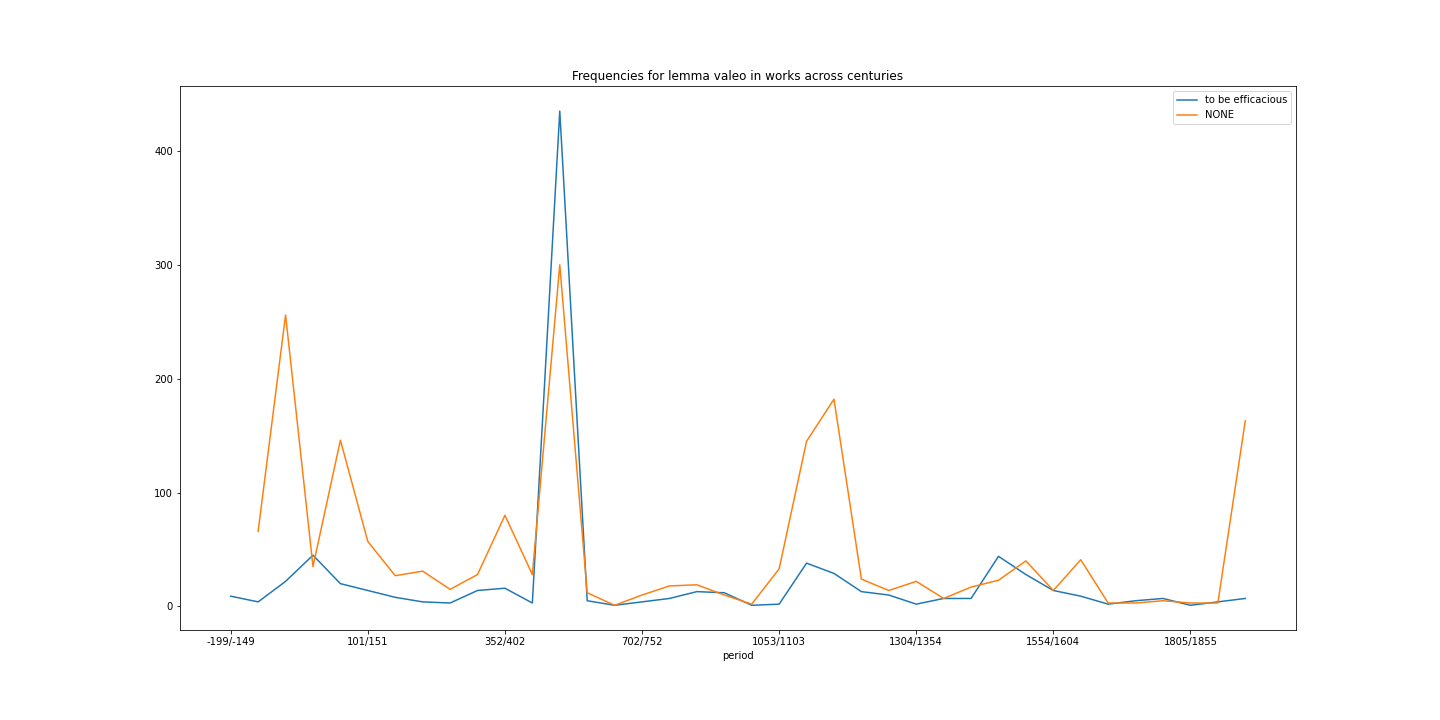 Frequencies for lemma valeo in works across centuries
to be efficacious
NONE
400
300
200
100
0
-199/-149 101/151 352/402 702/752 1053/1103 1304/1354 1554/1604 1805/1855
period